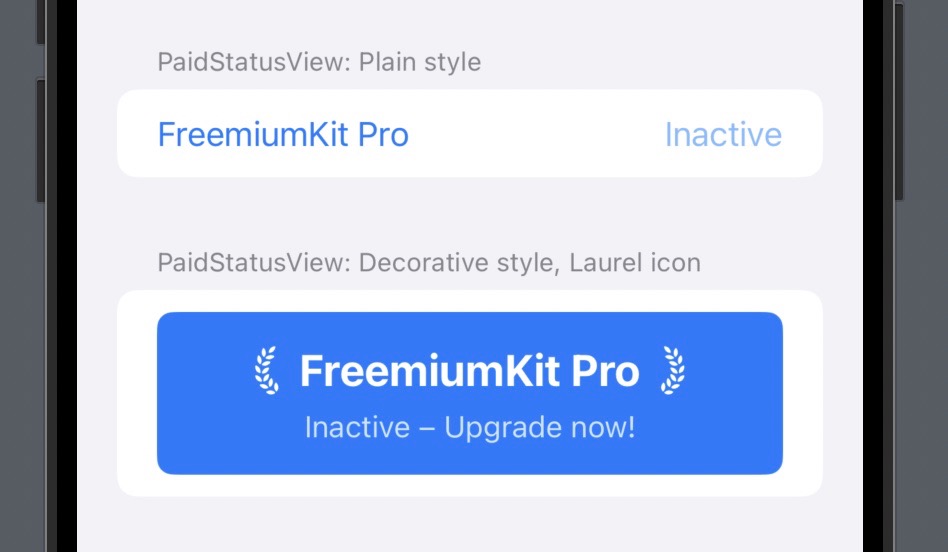 PaidStatusView: Plain style
FreemiumKit Pro Inactive
PaidStatusView: Decorative style, Laurel icon
FreemiumKit Pro
Inactive – Upgrade now!